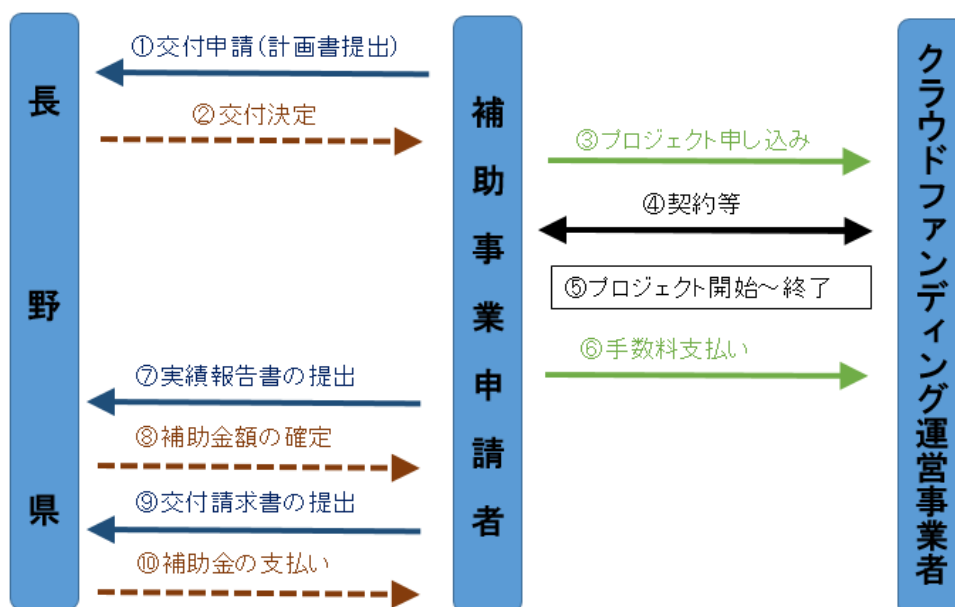 長野県
補助事業申請者
クラウドファンディング運営事業者
①交付申請(計画書提出)
②交付決定
③プロジェクト申し込み
④契約等
⑤プロジェクト開始～終了
⑥手数料支払い
⑦実績報告書の提出
⑧補助金額の確定
⑨交付請求書の提出
⑩補助金の支払い